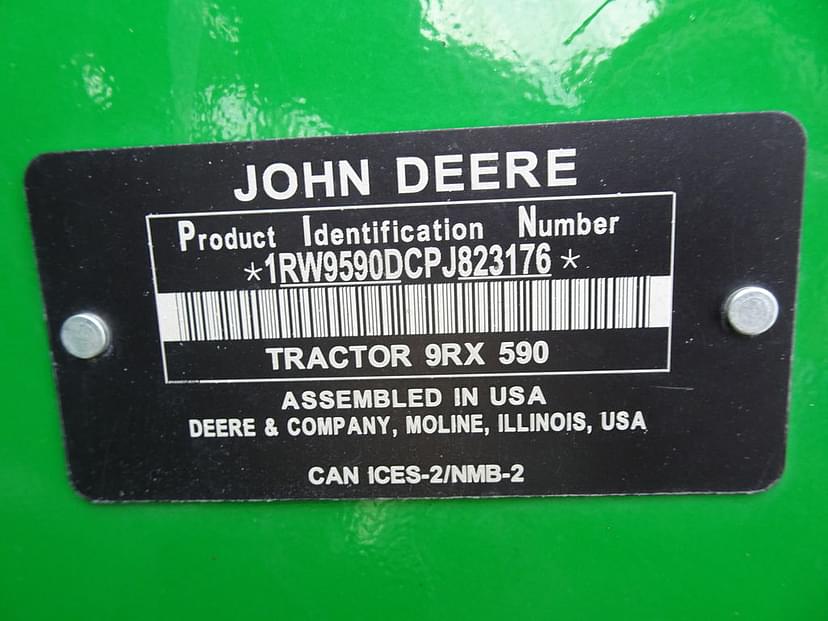 JOHN DEERE
Product Identification Number
*1RW9590DCPJ823176*
TRACTOR 9RX 590
ASSEMBLED IN USA
DEERE & COMPANY, MOLINE, ILLINOIS, USA
CAN ICES-2/NMB-2